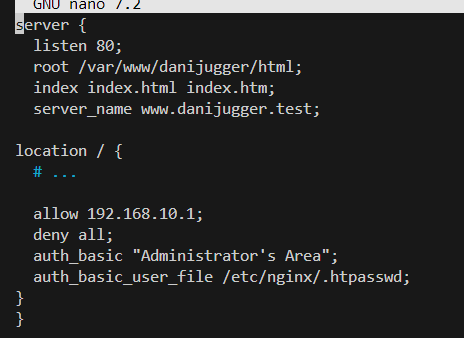 GNU nano 7.2
server {
listen 80;
root /var/www/danijugger/html;
index index.html index.htm;
server_name www.danijugger.test;
location / {
# ...
allow 192.168.10.1;
deny all;
auth_basic "Administrator's Area";
auth_basic_user_file /etc/nginx/.htpasswd;
}
}